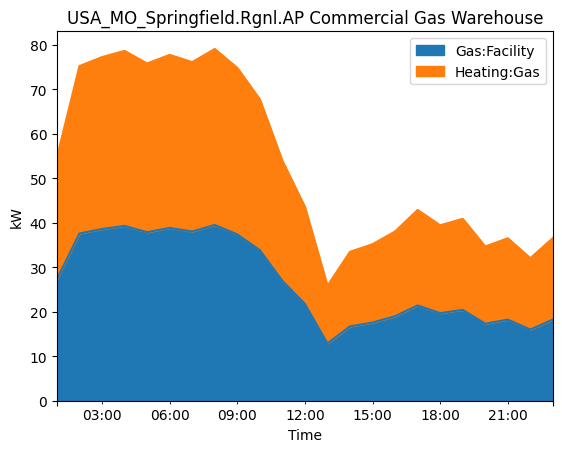 USA_MO_Springfield.Rgnl.AP Commercial Gas Warehouse
Gas:Facility
Heating:Gas
kW
80
70
60
50
40
30
20
10
0
03:00 06:00 09:00 12:00 15:00 18:00 21:00
Time